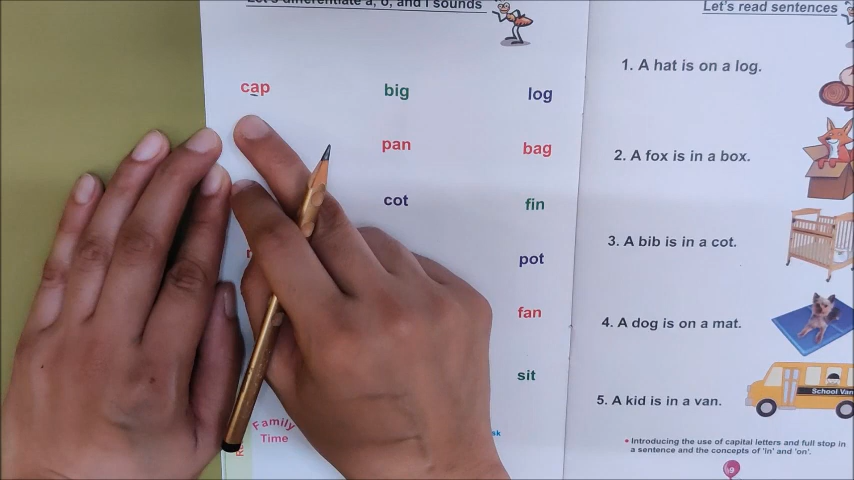 Let's differentiate a, o, and i sounds
cap big log
pan bag
cot fin
pot
fan
sit
Family
Time
Let's read sentences
1. A hat is on a log.
2. A fox is in a box.
3. A bib is in a cot.
4. A dog is on a mat.
5. A kid is in a van.
School Van
• Introducing the use of capital letters and full stop in
a sentence and the concepts of 'in' and 'on'.
9